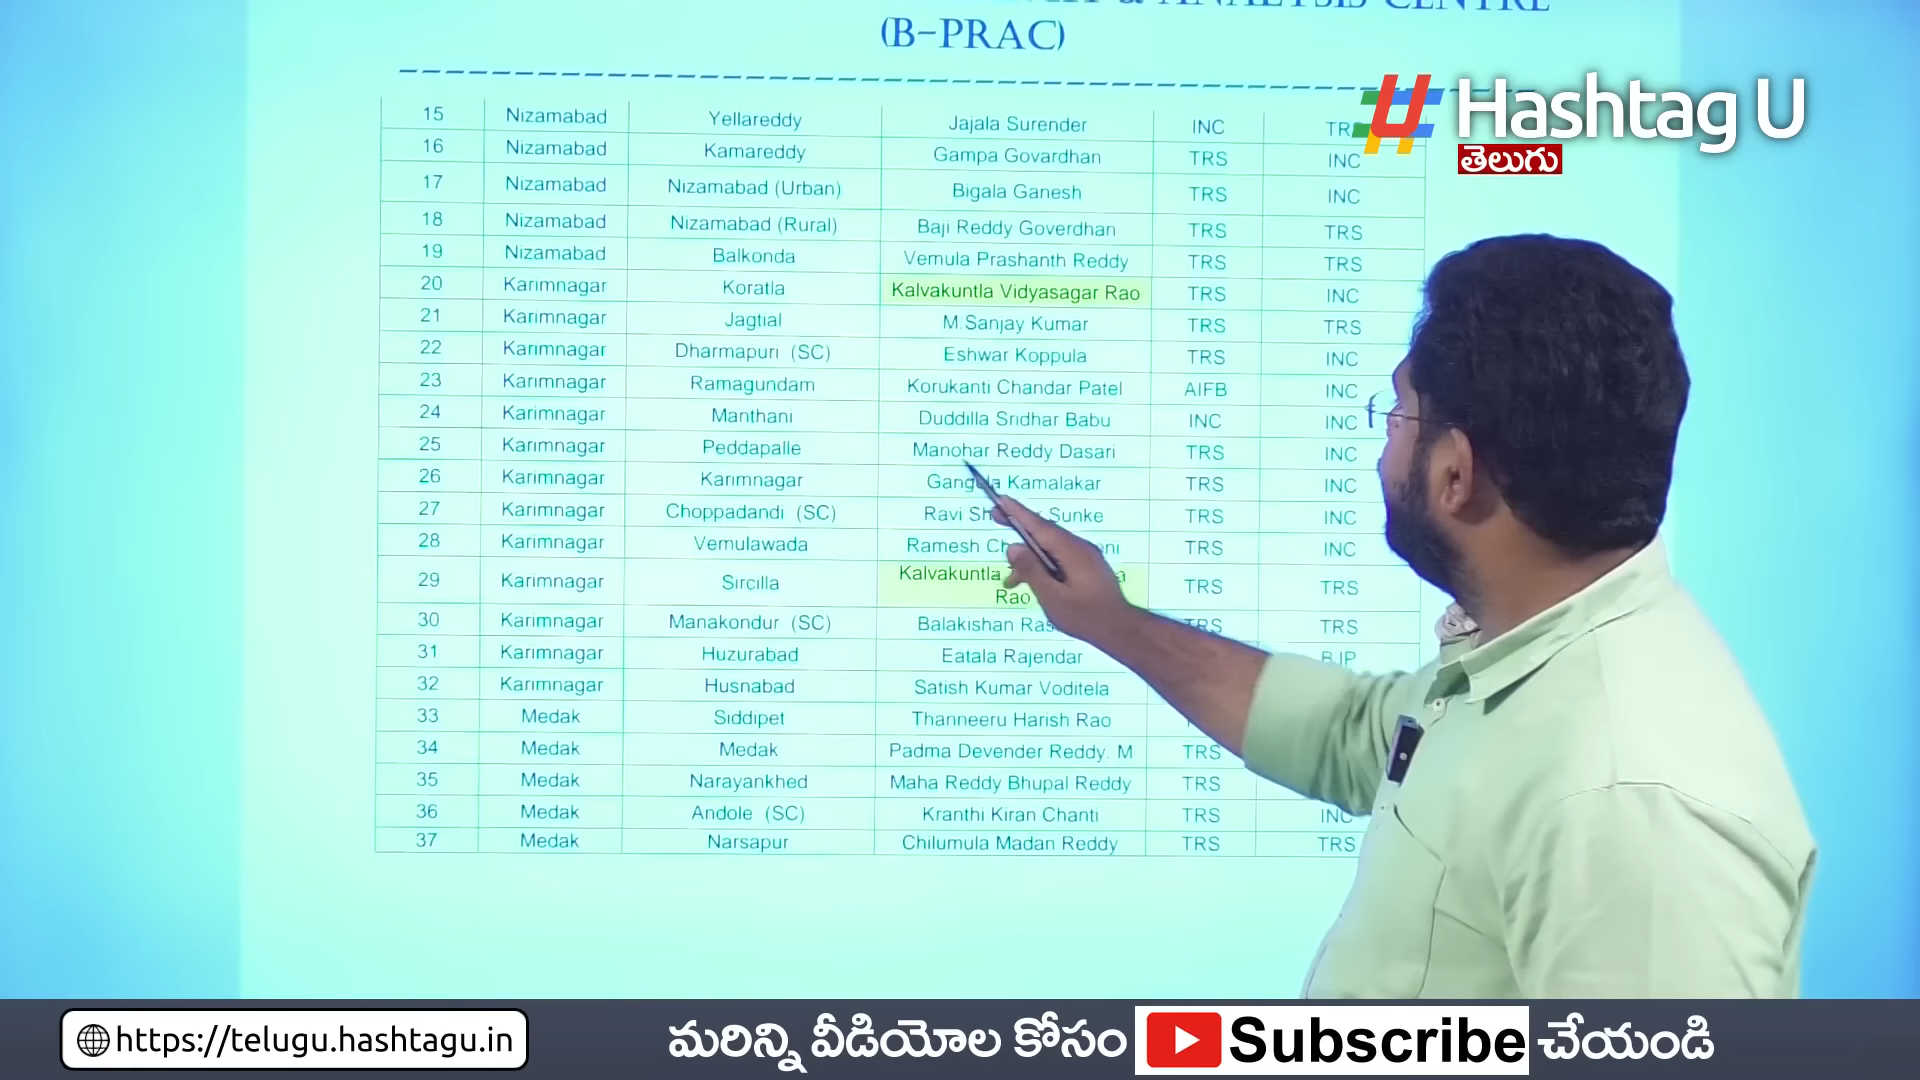 (B-PRAC)
Hashtag U
తెలుగు
15 Nizamabad Yellareddy Jajala Surender INC
16 Nizamabad Kamareddy Gampa Govardhan TRS INC
17 Nizamabad Nizamabad (Urban) Bigala Ganesh TRS INC
18 Nizamabad Nizamabad (Rural) Baji Reddy Goverdhan TRS TRS
19 Nizamabad Balkonda Vemula Prashanth Reddy TRS TRS
20 Karimnagar Koratla Kalvakuntla Vidyasagar Rao TRS INC
21 Karimnagar Jagtial M.Sanjay Kumar TRS TRS
22 Karimnagar Dharmapuri (SC) Eshwar Koppula TRS INC
23 Karimnagar Ramagundam Korukanti Chandar Patel AIFB INC
24 Karimnagar Manthani Duddilla Sridhar Babu INC INC
25 Karimnagar Peddapalle Manohar Reddy Dasari TRS INC
26 Karimnagar Karimnagar Gangula Kamalakar TRS INC
27 Karimnagar Choppadandi (SC) Ravi Sunke TRS INC
28 Karimnagar Vemulawada Ramesh TRS INC
29 Karimnagar Sircilla Kalvakuntla Rao TRS TRS
30 Karimnagar Manakondur (SC) Balakishan TRS TRS
31 Karimnagar Huzurabad Eatala Rajendar BJP
32 Karimnagar Husnabad Satish Kumar Voditela
33 Medak Siddipet Thanneeru Harish Rao
34 Medak Medak Padma Devender Reddy. M TRS
35 Medak Narayankhed Maha Reddy Bhupal Reddy TRS
36 Medak Andole (SC) Kranthi Kiran Chanti TRS INC
37 Medak Narsapur Chilumula Madan Reddy TRS TRS
https://telugu.hashtagu.in మరిన్ని వీడియోల కోసం Subscribe చేయండి